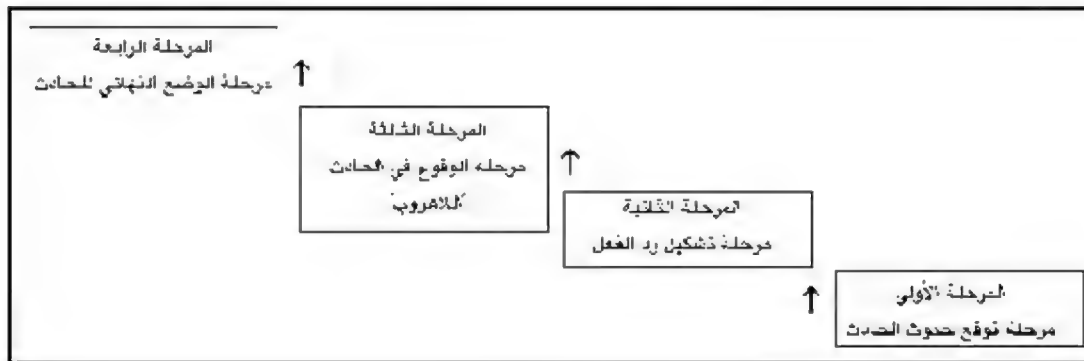 المرحلة الرابعة
مرحلة الوضع النهائي للحادث
المرحلة الثالثة
مرحلة الوقوع في الحادث
"اللاهروب"
المرحلة الثانية
مرحلة تشكيل رد الفعل
المرحلة الأولى
مرحلة توقع حدوث الحدث